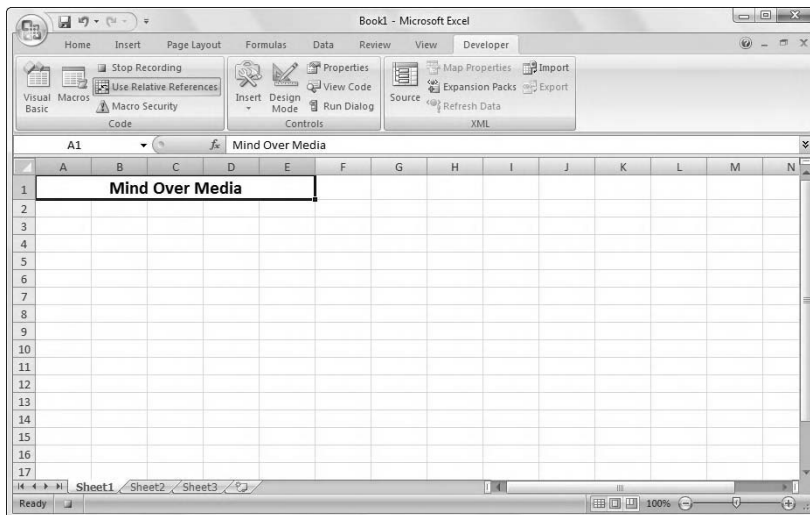 Book1 - Microsoft Excel
Home Insert Page Layout Formulas Data Review View Developer
Visual Basic
Macros
Stop Recording
Use Relative References
Macro Security
Code
Insert
Design Mode
Properties
View Code
Run Dialog
Controls
Source
Map Properties
Expansion Packs
Refresh Data
Import
Export
XML
A1 fx Mind Over Media
A B C D E F G H I J K L M N
1 Mind Over Media
2
3
4
5
6
7
8
9
10
11
12
13
14
15
16
17
Sheet1 Sheet2 Sheet3
Ready 100%